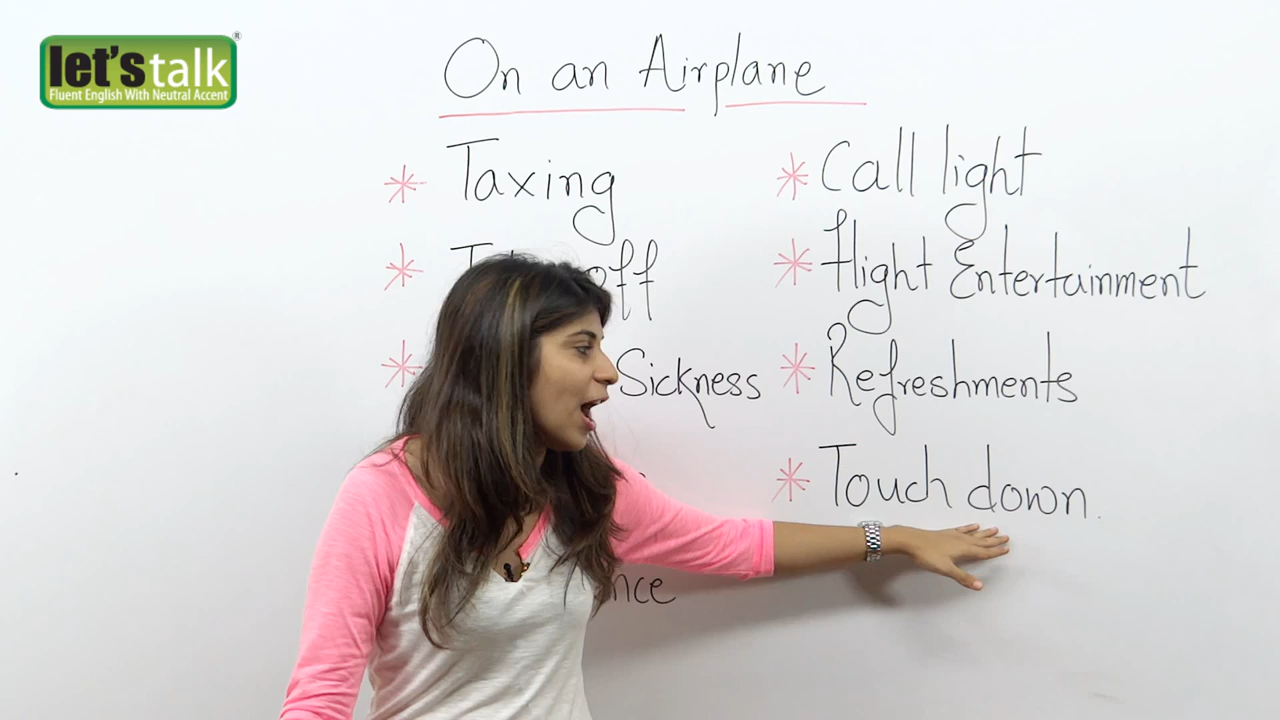 let's talk
Fluent English With Neutral Accent
On an Airplane
* Taxing
off
* Sickness
* Call light
* Flight Entertainment
* Refreshments
* Touch down.